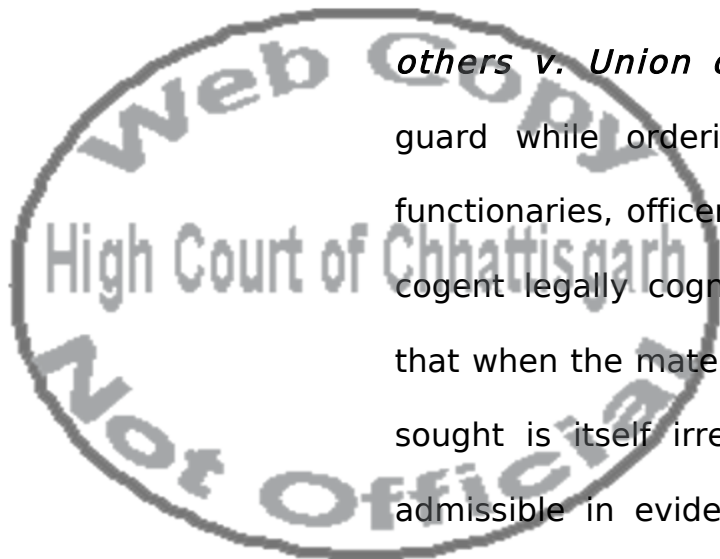 Web Copy
others v. Union
guard while orderi
functionaries, officer
High Court of Chhattisgarh
cogent legally cogn
that when the mate
sought is itself irre
admissible in evide
Not Official